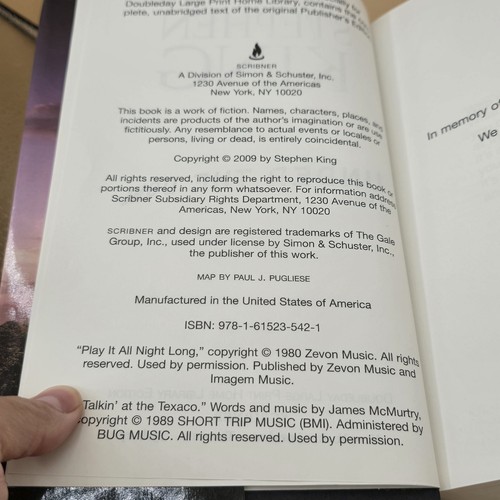 Doubleday Large Print Home Library, contains the
plete, unabridged text of the original Publisher's
SCRIBNER
A Division of Simon & Schuster, Inc.
1230 Avenue of the Americas
New York, NY 10020
This book is a work of fiction. Names, characters, places, and
incidents are products of the author's imagination or are use
fictitiously. Any resemblance to actual events or locales or
persons, living or dead, is entirely coincidental.
Copyright © 2009 by Stephen King
All rights reserved, including the right to reproduce this book or
portions thereof in any form whatsoever. For information address
Scribner Subsidiary Rights Department, 1230 Avenue of the
Americas, New York, NY 10020
SCRIBNER and design are registered trademarks of The Gale
Group, Inc., used under license by Simon & Schuster, Inc.,
the publisher of this work.
MAP BY PAUL J. PUGLIESE
Manufactured in the United States of America
ISBN: 978-1-61523-542-1
"Play It All Night Long," copyright © 1980 Zevon Music. All rights
reserved. Used by permission. Published by Zevon Music and
Imagem Music.
Talkin' at the Texaco." Words and music by James McMurtry,
opyright © 1989 SHORT TRIP MUSIC (BMI). Administered by
BUG MUSIC. All rights reserved. Used by permission.
In memory of
We